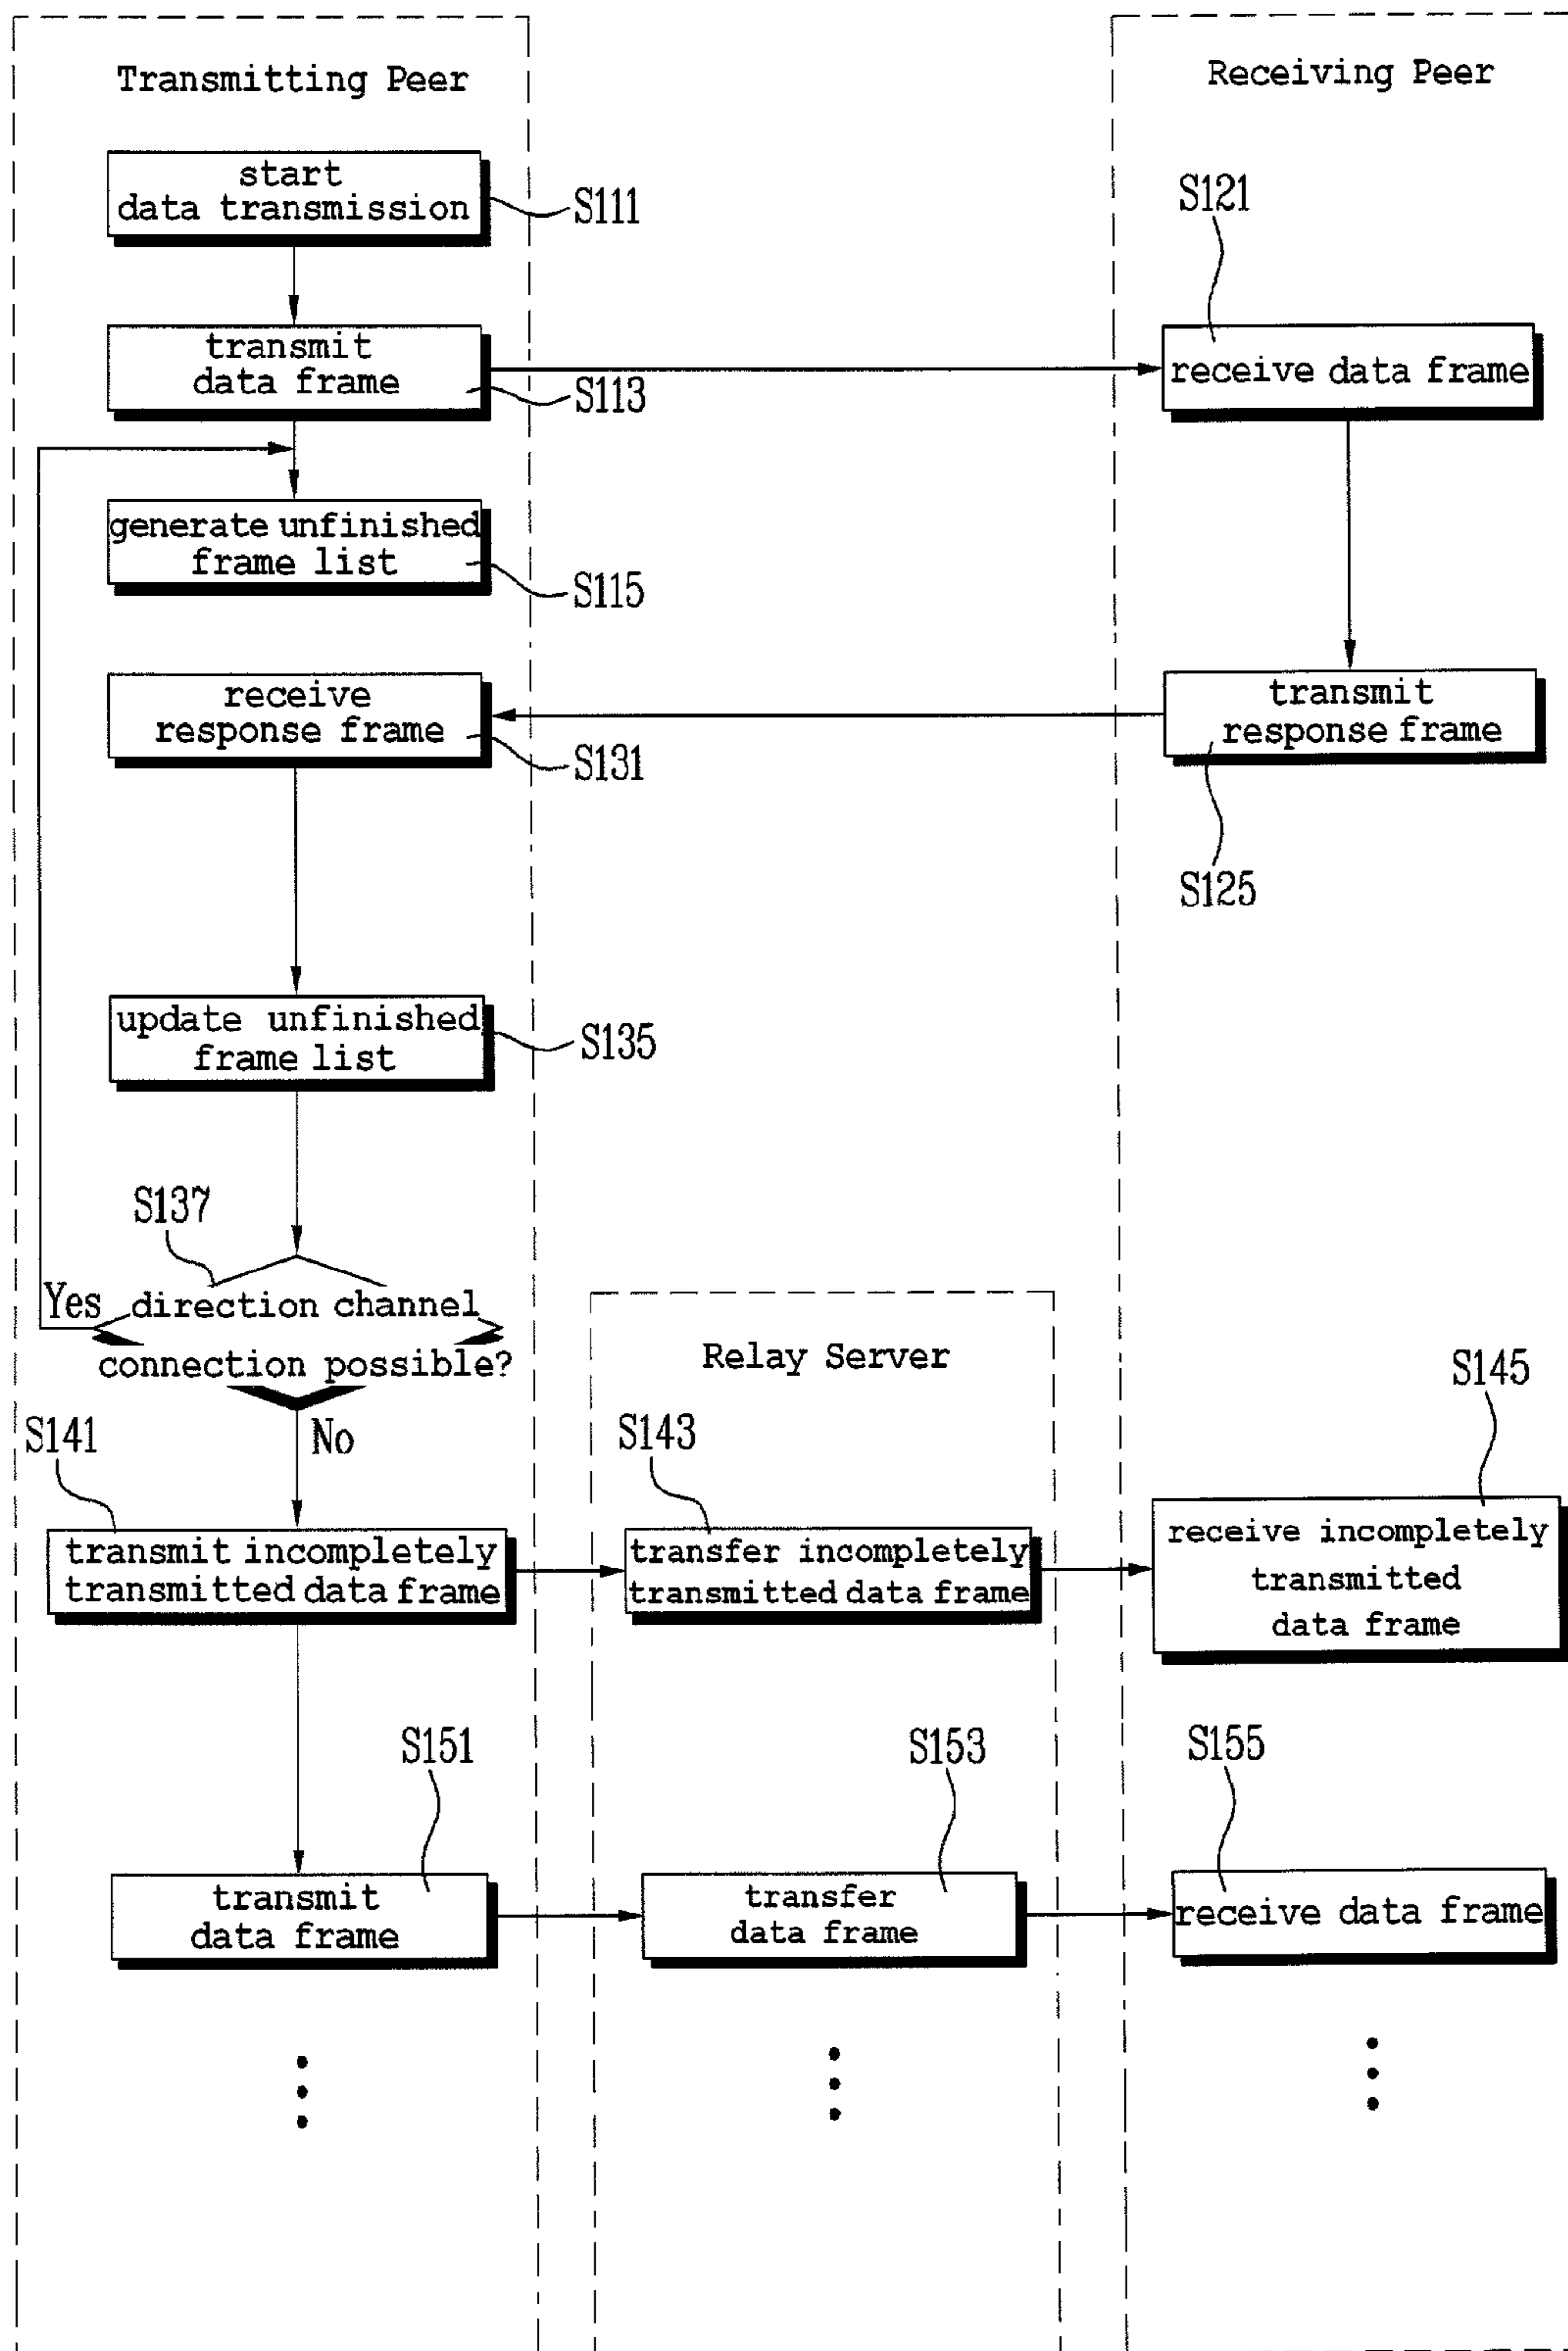 Transmitting Peer
Receiving Peer
start
data transmission
S111
S121
transmit
data frame
S113
receive data frame
generate unfinished
frame list
S115
receive
response frame
S131
transmit
response frame
S125
update unfinished
frame list
S135
S137
Yes
direction channel
connection possible?
No
Relay Server
S141
S143
S145
transmit incompletely
transmitted data frame
transfer incompletely
transmitted data frame
receive incompletely
transmitted
data frame
S151
S153
S155
transmit
data frame
transfer
data frame
receive data frame